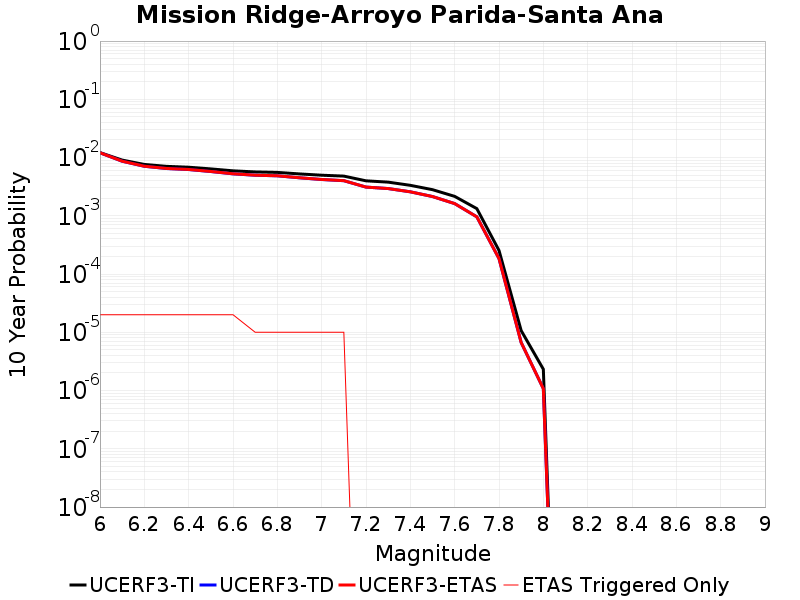 Mission Ridge-Arroyo Parida-Santa Ana
10^0
10^-1
10^-2
10^-3
10^-4
10^-5
10^-6
10^-7
10^-8
10 Year Probability
6 6.2 6.4 6.6 6.8 7 7.2 7.4 7.6 7.8 8 8.2 8.4 8.6 8.8 9
Magnitude
UCERF3-TI UCERF3-TD UCERF3-ETAS ETAS Triggered Only